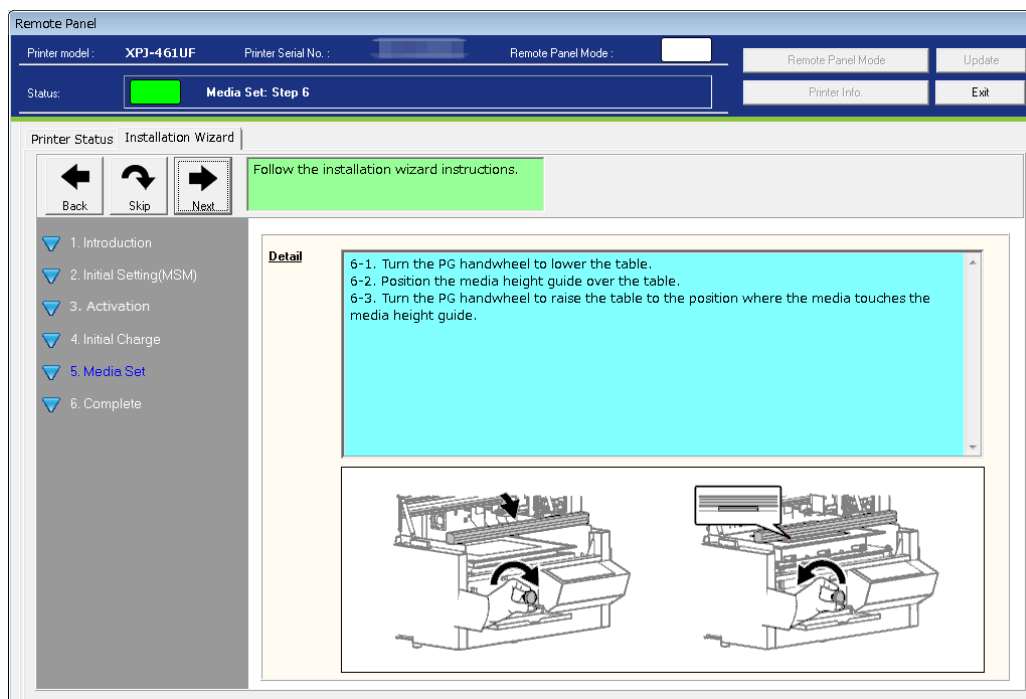 Remote Panel
Printer model : XPJ-461UF Printer Serial No. : Remote Panel Mode :
Remote Panel Mode Update
Status: Media Set: Step 6
Printer Info. Exit
Printer Status Installation Wizard
Back Skip Next
Follow the installation wizard instructions.
1. Introduction
2. Initial Setting(MSM)
3. Activation
4. Initial Charge
5. Media Set
6. Complete
Detail
6-1. Turn the PG handwheel to lower the table.
6-2. Position the media height guide over the table.
6-3. Turn the PG handwheel to raise the table to the position where the media touches the
media height guide.